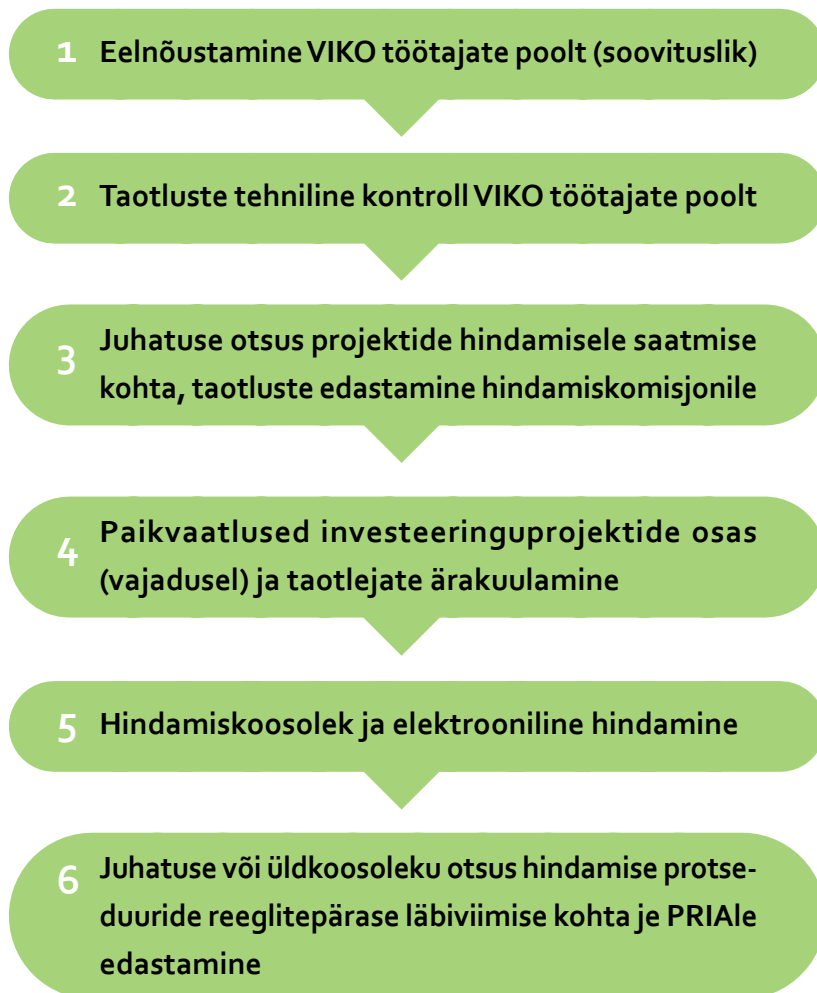 1 Eelnõustamine VIKO töötajate poolt (soovituslik)
2 Taotluste tehniline kontroll VIKO töötajate poolt
3 Juhatuse otsus projektide hindamisele saatmise
kohta, taotluste edastamine hindamiskomisjonile
4 Paikvaatlused investeeringuprojektide osas
(vajadusel) ja taotlejate ärakuulamine
5 Hindamiskoosolek ja elektrooniline hindamine
6 Juhatuse või üldkoosoleku otsus hindamise protse-
duuride reeglitepärase läbiviimise kohta je PRIAle
edastamine